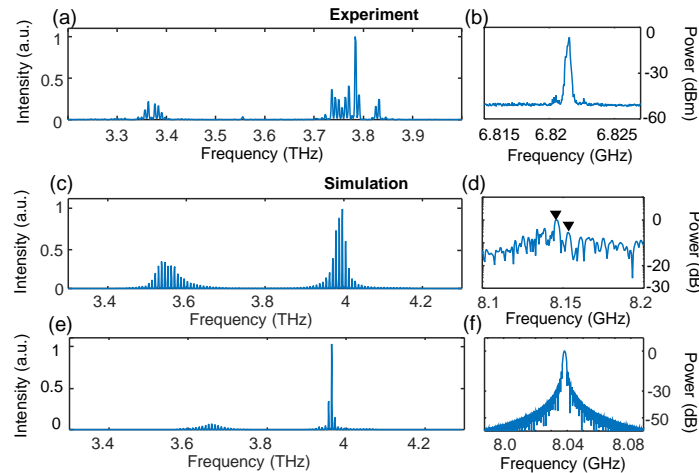 (a) Experiment (b)
Intensity (a.u.)
1
0.5
0
3.3 3.4 3.5 3.6 3.7 3.8 3.9
Frequency (THz)
0
-30
-60
Power (dBm)
6.815 6.82 6.825
Frequency (GHz)
(c) Simulation (d)
Intensity (a.u.)
1
0.5
0
3.4 3.6 3.8 4 4.2
Frequency (THz)
0
-20
-30
Power (dB)
8.1 8.15 8.2
Frequency (GHz)
(e) (f)
Intensity (a.u.)
1
0.5
0
3.4 3.6 3.8 4 4.2
Frequency (THz)
0
-30
-50
Power (dB)
8.0 8.04 8.08
Frequency (GHz)